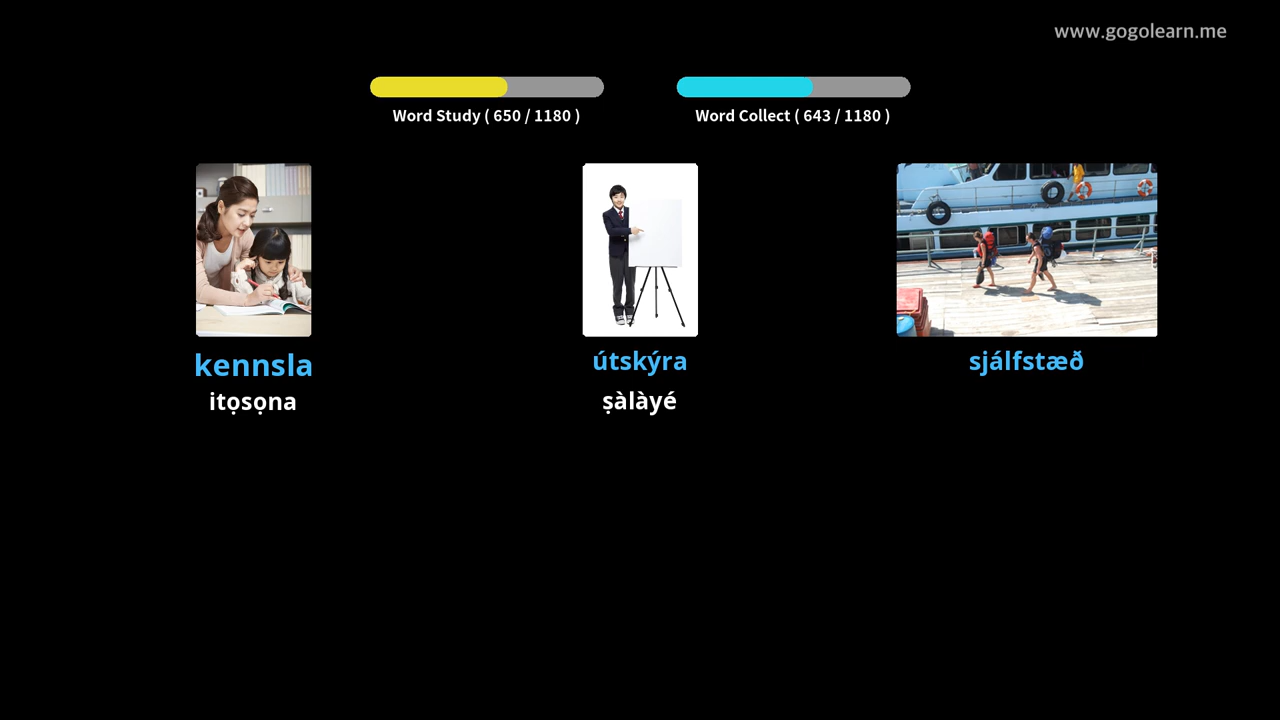 www.gogolearn.me
Word Study ( 650 / 1180 )
Word Collect ( 643 / 1180 )
kennsla
itọsọna
útskýra
ṣàlàyé
sjálfstæð